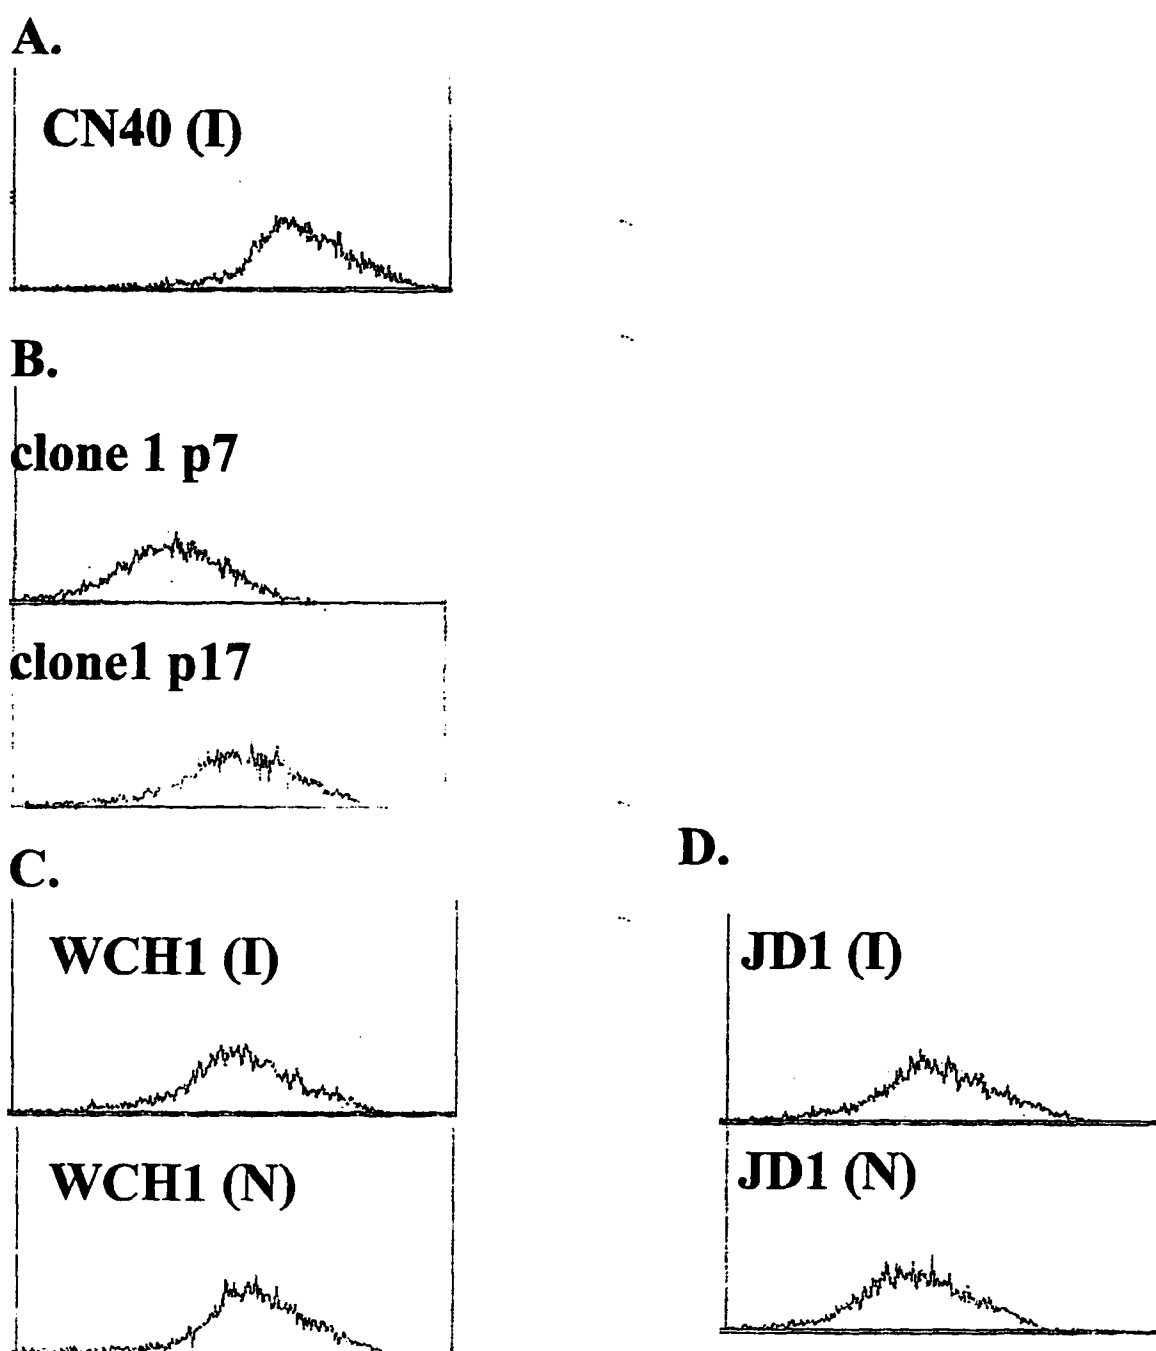 A.
CN40 (I)
B.
clone 1 p7
clone1 p17
C.
WCH1 (I)
WCH1 (N)
D.
JD1 (I)
JD1 (N)